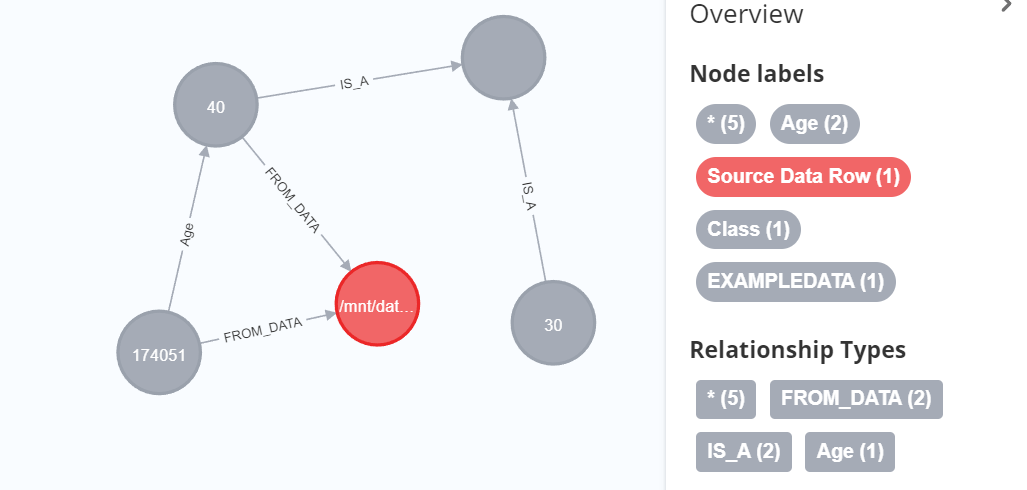 40
IS_A
IS_A
Age
FROM_DATA
FROM_DATA
174051
/mnt/dat...
30
Overview
Node labels
* (5) Age (2)
Source Data Row (1)
Class (1)
EXAMPLEDATA (1)
Relationship Types
* (5) FROM_DATA (2)
IS_A (2) Age (1)